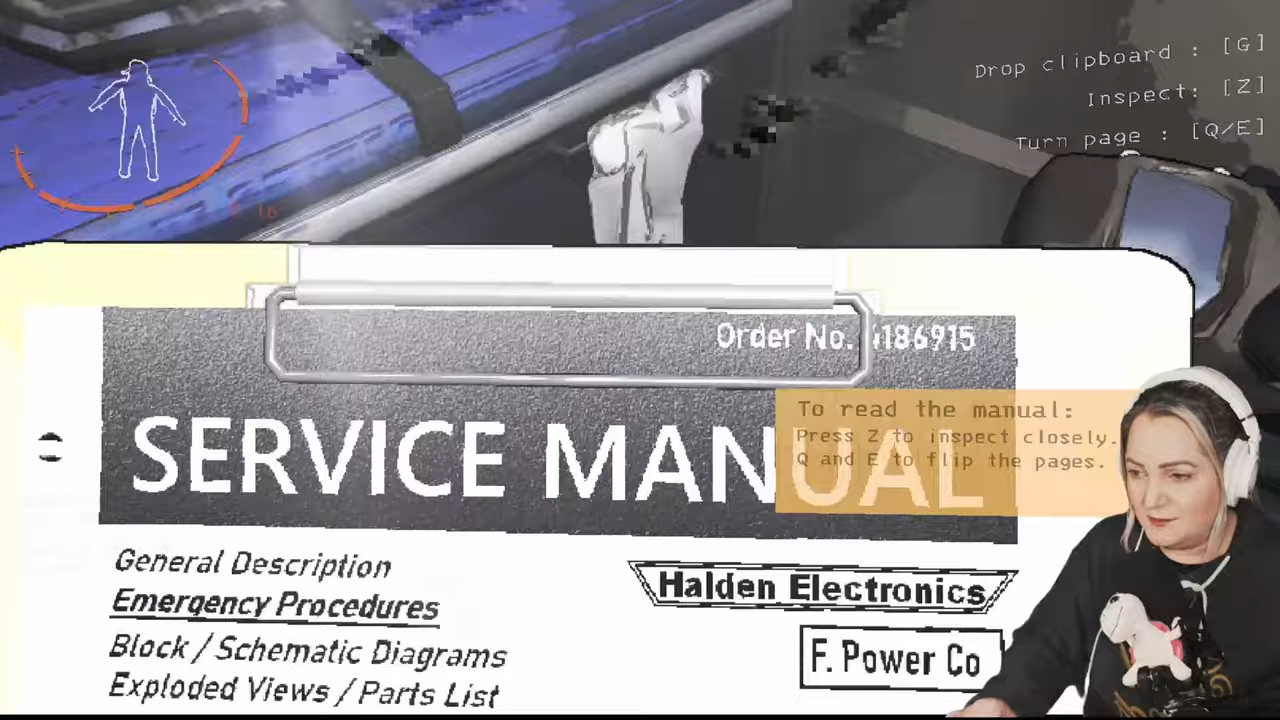 Drop clipboard : [G]
Inspect: [Z]
Turn page : [Q/E]
Order No. 186915
SERVICE MANUAL
To read the manual:
Press Z to inspect closely.
Q and E to flip the pages.
General Description
Emergency Procedures
Block / Schematic Diagrams
Exploded Views / Parts List
Halden Electronics
F. Power Co